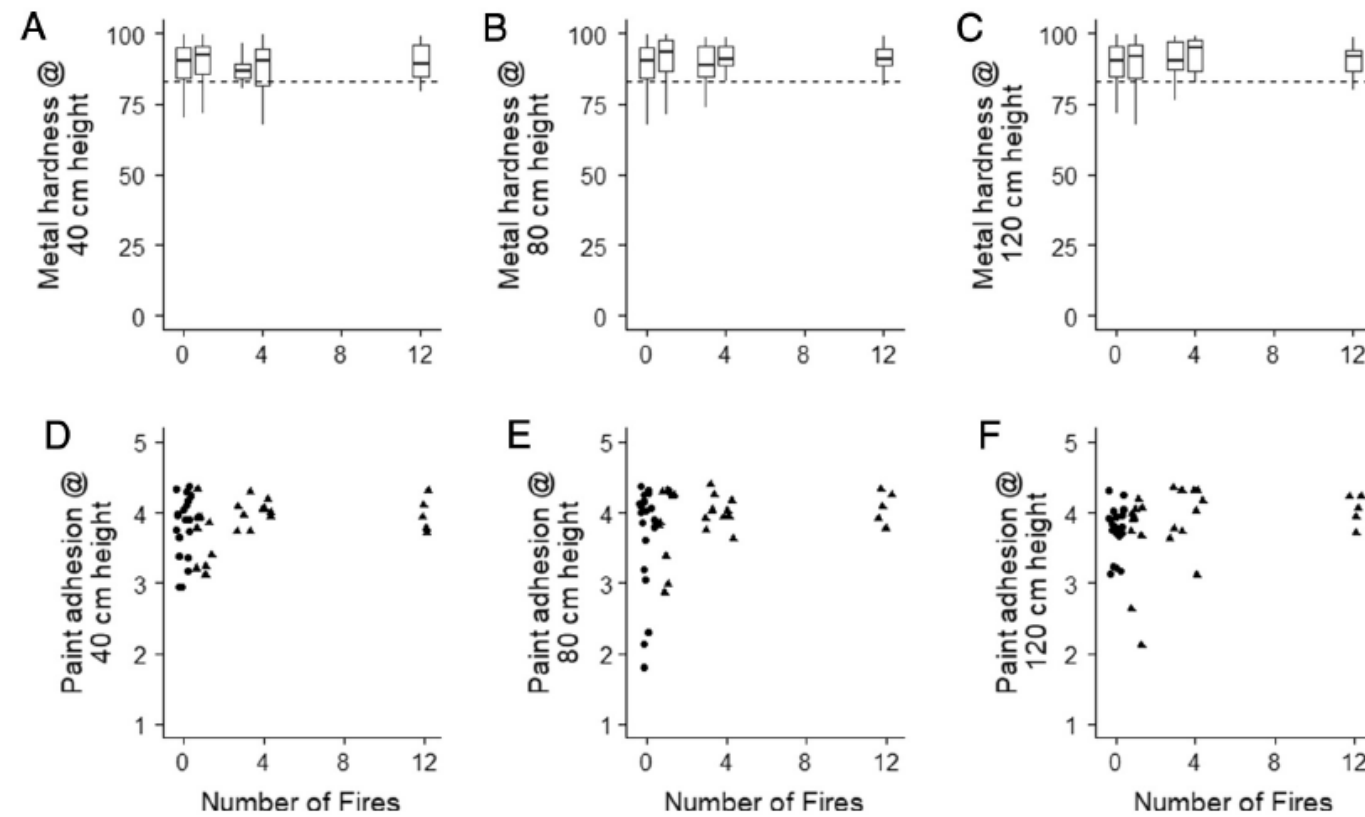 A
Metal hardness @
40 cm height
100
75
50
25
0
0 4 8 12
B
Metal hardness @
80 cm height
100
75
50
25
0
0 4 8 12
C
Metal hardness @
120 cm height
100
75
50
25
0
0 4 8 12
D
Paint adhesion @
40 cm height
5
4
3
2
1
0 4 8 12
Number of Fires
E
Paint adhesion @
80 cm height
5
4
3
2
1
0 4 8 12
Number of Fires
F
Paint adhesion @
120 cm height
5
4
3
2
1
0 4 8 12
Number of Fires